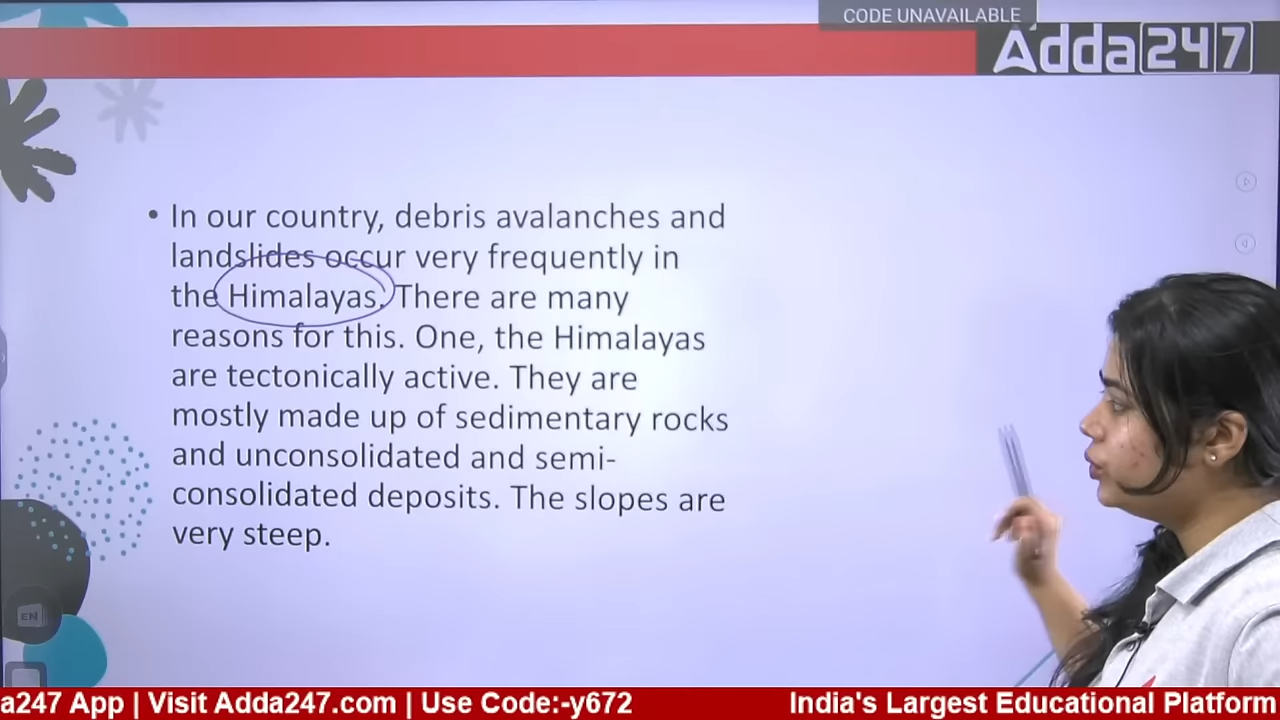 CODE UNAVAILABLE
Adda247
• In our country, debris avalanches and
landslides occur very frequently in
the Himalayas. There are many
reasons for this. One, the Himalayas
are tectonically active. They are
mostly made up of sedimentary rocks
and unconsolidated and semi-
consolidated deposits. The slopes are
very steep.
EN
a247 App | Visit Adda247.com | Use Code:-y672
India's Largest Educational Platform